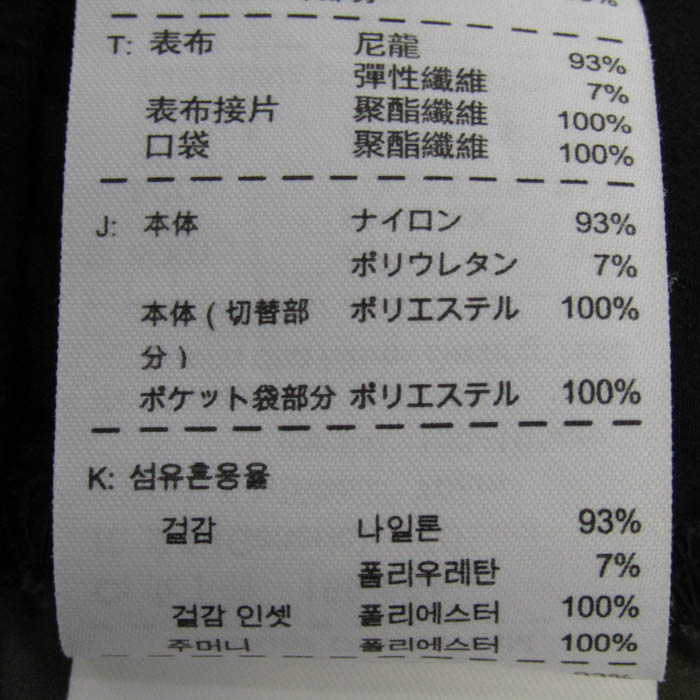 T: 表布 尼龍 93%
彈性纖維 7%
表布接片 聚酯纖維 100%
口袋 聚酯纖維 100%
J: 本体 ナイロン 93%
ポリウレタン 7%
本体 ( 切替部 ポリエステル 100%
分 )
ポケット袋部分 ポリエステル 100%
K: 섬유혼용율
겉감 나일론 93%
폴리우레탄 7%
겉감 인셋 폴리에스터 100%
주머니 폴리에스터 100%